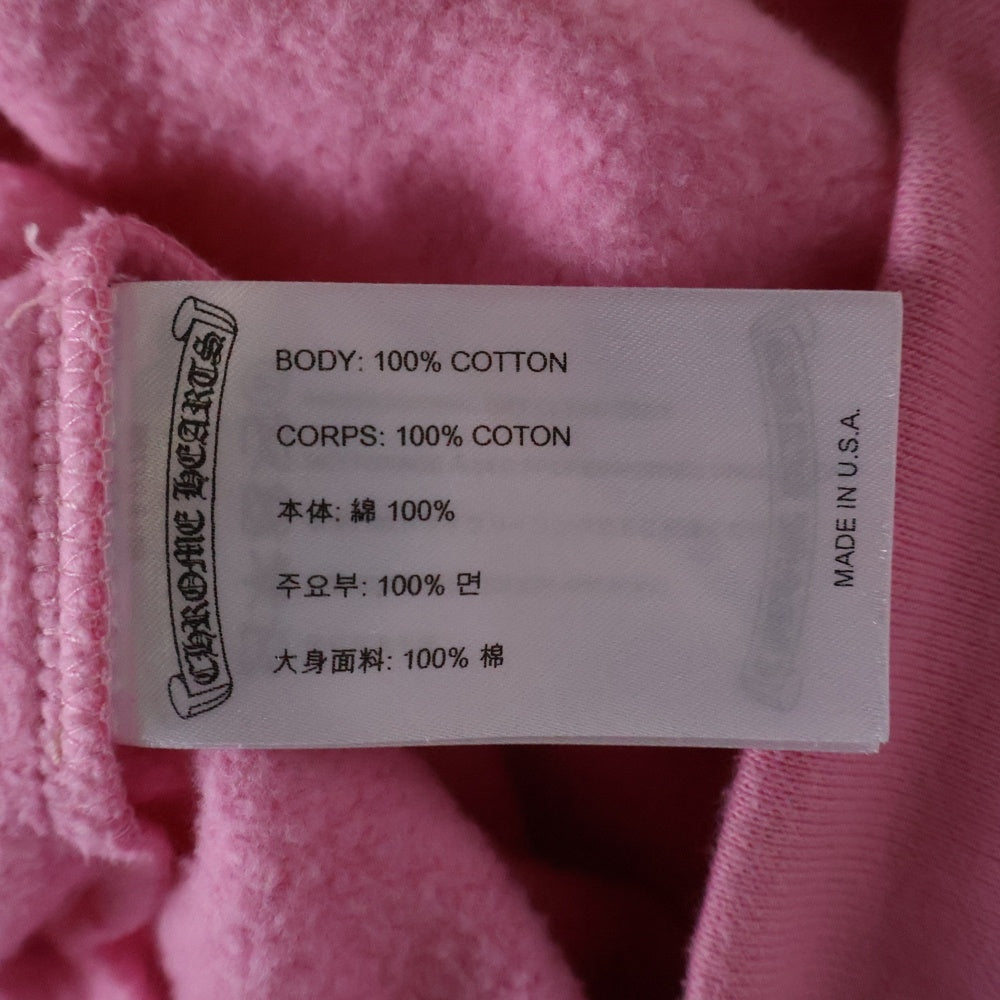 CHROME HEARTS
BODY: 100% COTTON
CORPS: 100% COTON
本体: 綿 100%
주요부: 100% 면
大身面料: 100% 棉
MADE IN U.S.A.